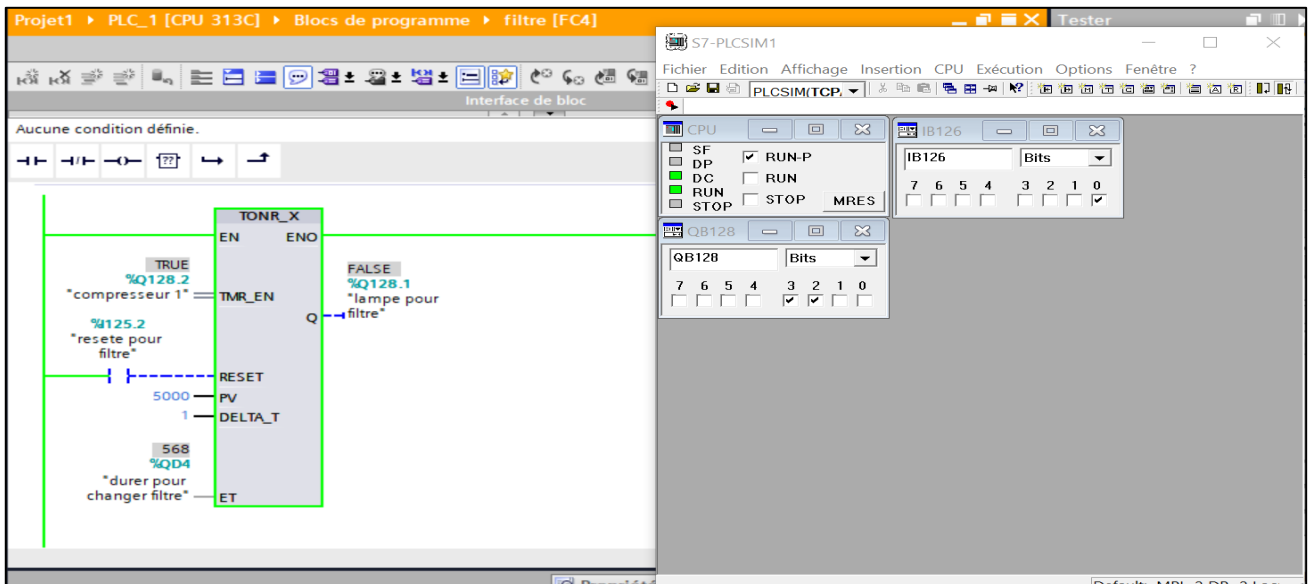 Projet1 ▸ PLC_1 [CPU 313C] ▸ Blocs de programme ▸ filtre [FC4]
Tester
Interface de bloc
Aucune condition définie.
??
TONR_X
EN ENO
TRUE
%Q128.2
"compresseur 1"
TMR_EN
FALSE
%Q128.1
"lampe pour
filtre"
Q
%I125.2
"resete pour
filtre"
RESET
5000
PV
1
DELTA_T
568
%QD4
"durer pour
changer filtre"
ET
S7-PLCSIM1
Fichier Edition Affichage Insertion CPU Exécution Options Fenêtre ?
PLCSIM(TCP.
CPU
SF
DP
DC
RUN
STOP
RUN-P
RUN
STOP
MRES
IB126
IB126 Bits
7 6 5 4 3 2 1 0
QB128
QB128 Bits
7 6 5 4 3 2 1 0